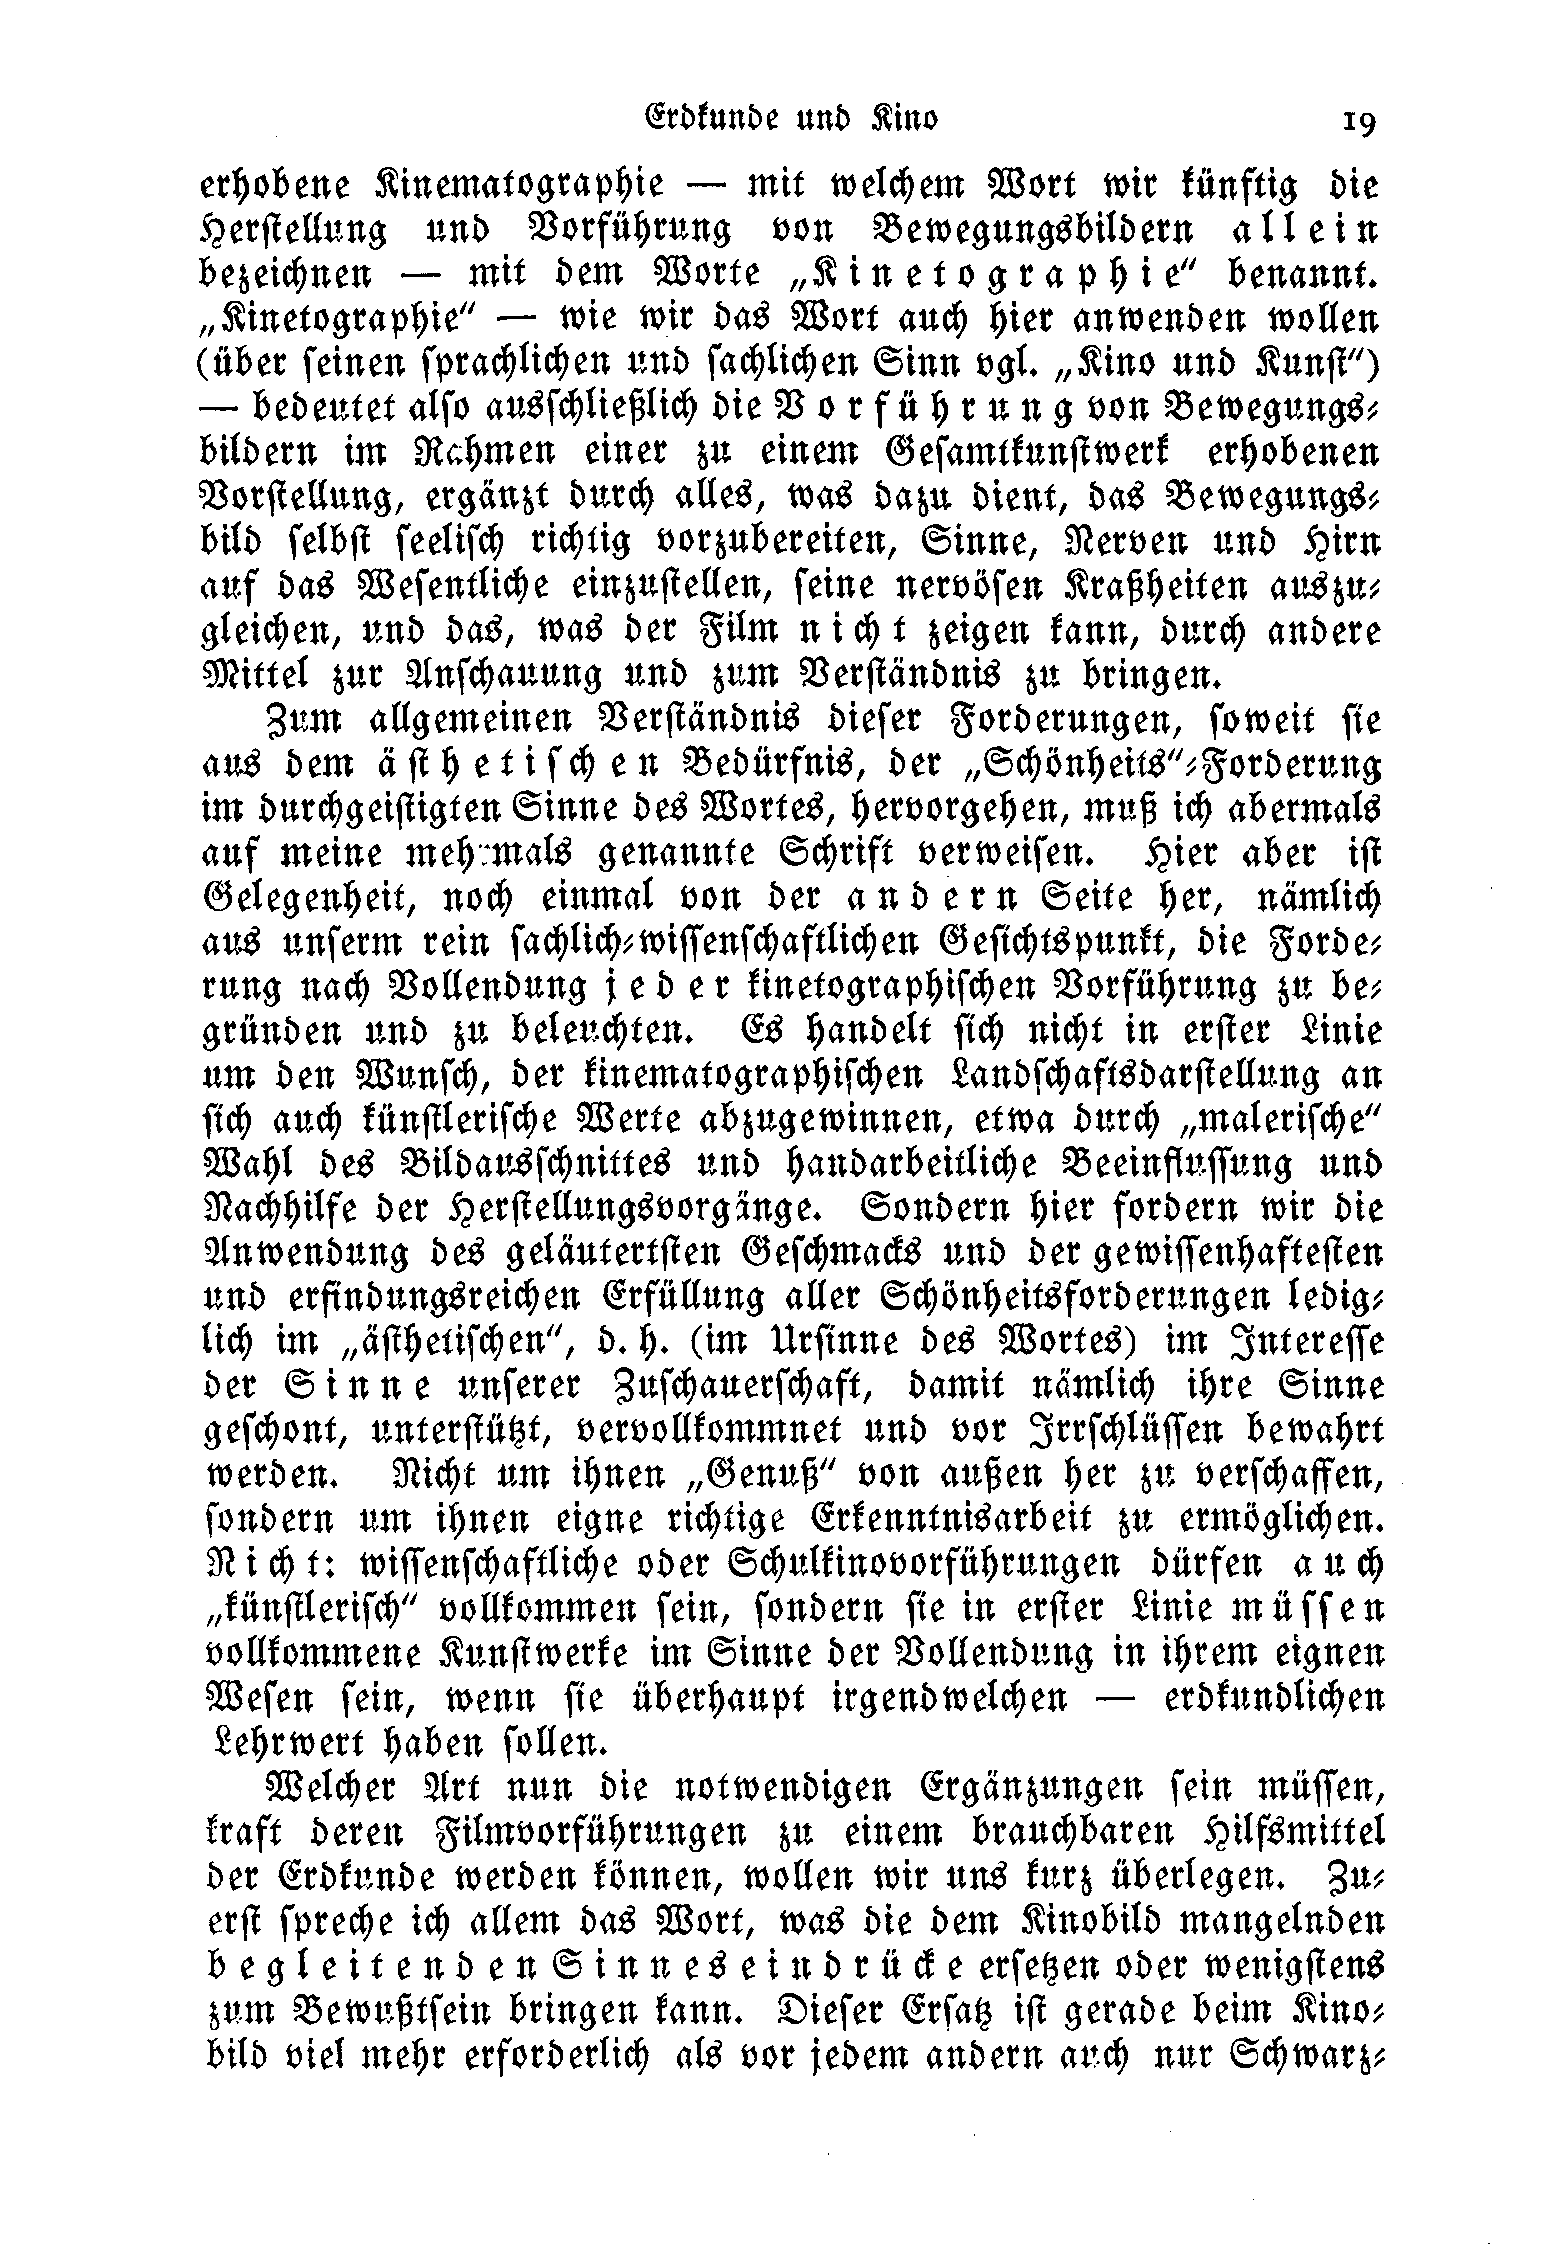 Erdkunde und Kino 19
erhobene Kinematographie — mit welchem Wort wir künftig die
Herstellung und Vorführung von Bewegungsbildern allein
bezeichnen — mit dem Worte „Kinetographie“ benannt.
„Kinetographie“ — wie wir das Wort auch hier anwenden wollen
(über seinen sprachlichen und sachlichen Sinn vgl. „Kino und Kunst“)
— bedeutet also ausschließlich die Vorführung von Bewegungs-
bildern im Rahmen einer zu einem Gesamtkunstwerk erhobenen
Vorstellung, ergänzt durch alles, was dazu dient, das Bewegungs-
bild selbst seelisch richtig vorzubereiten, Sinne, Nerven und Hirn
auf das Wesentliche einzustellen, seine nervösen Kraßheiten auszu-
gleichen, und das, was der Film nicht zeigen kann, durch andere
Mittel zur Anschauung und zum Verständnis zu bringen.
Zum allgemeinen Verständnis dieser Forderungen, soweit sie
aus dem ästhetischen Bedürfnis, der „Schönheits“-Forderung
im durchgeistigten Sinne des Wortes, hervorgehen, muß ich abermals
auf meine mehrmals genannte Schrift verweisen. Hier aber ist
Gelegenheit, noch einmal von der andern Seite her, nämlich
aus unserm rein sachlich-wissenschaftlichen Gesichtspunkt, die Forde-
rung nach Vollendung jeder kinetographischen Vorführung zu be-
gründen und zu beleuchten. Es handelt sich nicht in erster Linie
um den Wunsch, der kinematographischen Landschaftsdarstellung an
sich auch künstlerische Werte abzugewinnen, etwa durch „malerische“
Wahl des Bildausschnittes und handarbeitliche Beeinflussung und
Nachhilfe der Herstellungsvorgänge. Sondern hier fordern wir die
Anwendung des geläutertsten Geschmacks und der gewissenhaftesten
und erfindungsreichen Erfüllung aller Schönheitsforderungen ledig-
lich im „ästhetischen“, d. h. (im Ursinne des Wortes) im Interesse
der Sinne unserer Zuschauerschaft, damit nämlich ihre Sinne
geschont, unterstützt, vervollkommnet und vor Irrschlüssen bewahrt
werden. Nicht um ihnen „Genuß“ von außen her zu verschaffen,
sondern um ihnen eigne richtige Erkenntnisarbeit zu ermöglichen.
Nicht: wissenschaftliche oder Schulkinovorführungen dürfen auch
„künstlerisch“ vollkommen sein, sondern sie in erster Linie müssen
vollkommene Kunstwerke im Sinne der Vollendung in ihrem eignen
Wesen sein, wenn sie überhaupt irgendwelchen — erdkundlichen
Lehrwert haben sollen.
Welcher Art nun die notwendigen Ergänzungen sein müssen,
kraft deren Filmvorführungen zu einem brauchbaren Hilfsmittel
der Erdkunde werden können, wollen wir uns kurz überlegen. Zu-
erst spreche ich allem das Wort, was die dem Kinobild mangelnden
begleitenden Sinneseindrücke ersetzen oder wenigstens
zum Bewußtsein bringen kann. Dieser Ersatz ist gerade beim Kino-
bild viel mehr erforderlich als vor jedem andern auch nur Schwarz-